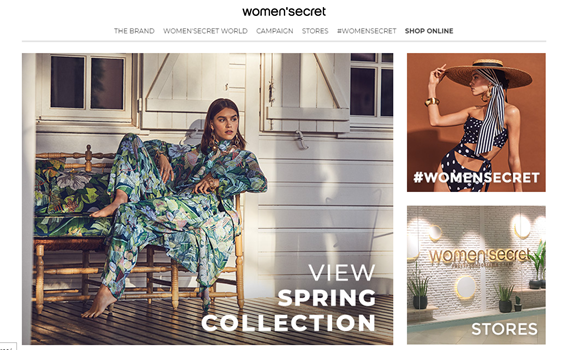 women'secret
THE BRAND WOMEN'SECRET WORLD CAMPAIGN STORES #WOMENSECRET SHOP ONLINE
VIEW
SPRING
COLLECTION
#WOMENSECRET
women'secret
STORES